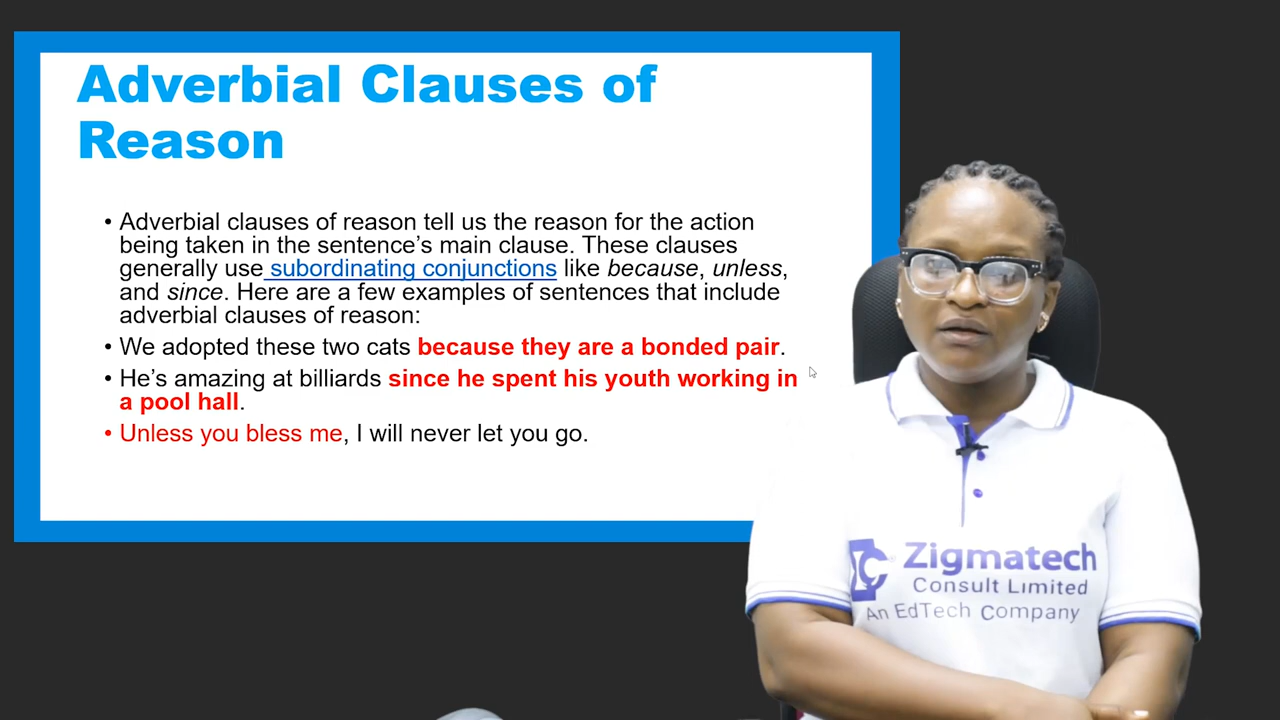 Adverbial Clauses of
Reason
• Adverbial clauses of reason tell us the reason for the action
being taken in the sentence’s main clause. These clauses
generally use subordinating conjunctions like because, unless,
and since. Here are a few examples of sentences that include
adverbial clauses of reason:
• We adopted these two cats because they are a bonded pair.
• He’s amazing at billiards since he spent his youth working in
a pool hall.
• Unless you bless me, I will never let you go.
Zigmatech
Consult Limited
An EdTech Company